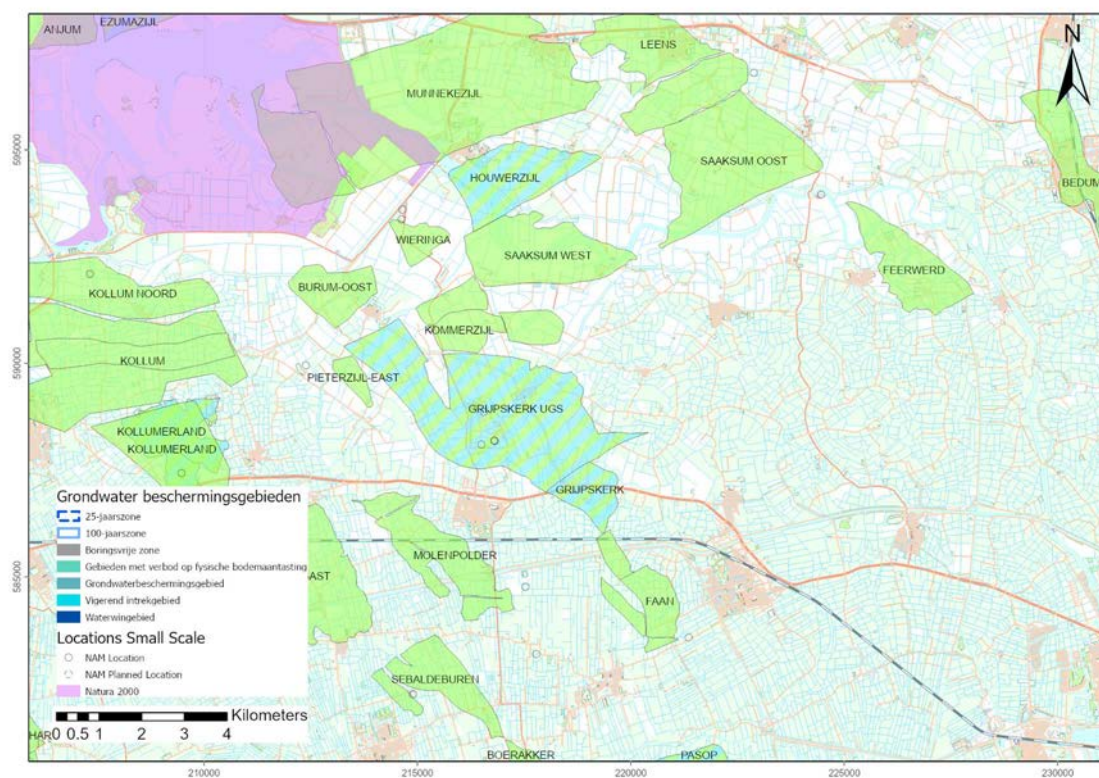 ANJUM
EZUMAZIJL
LEENS
N
MUNNEKEZIJL
595000
SAAKSUM OOST
HOUWERZIJL
BEDUM
WIERINGA
SAAKSUM WEST
FEERWERD
KOLLUM NOORD
BURUM-OOST
KOMMERZIJL
590000
KOLLUM
PIETERZIJL-EAST
GRIJPSKERK UGS
KOLLUMERLAND
KOLLUMERLAND
GRIJPSKERK
Grondwater beschermingsgebieden
25-jaarszone
100-jaarszone
Boringsvrije zone
Gebieden met verbod op fysische bodemaantasting
Grondwaterbeschermingsgebied
Vigerend intrekgebied
Waterwingebied
Locations Small Scale
NAM Location
NAM Planned Location
Natura 2000
Kilometers
0 0.5 1 2 3 4
AST
MOLENPOLDER
585000
FAAN
SEBALDEBUREN
HAR
BOERAKKER
PASOP
210000
215000
220000
225000
230000